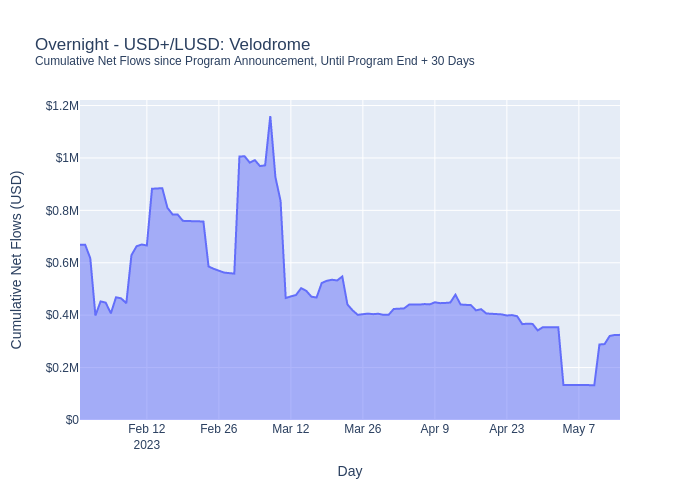 Overnight - USD+/LUSD: Velodrome
Cumulative Net Flows since Program Announcement, Until Program End + 30 Days
Cumulative Net Flows (USD)
$1.2M
$1M
$0.8M
$0.6M
$0.4M
$0.2M
$0
Feb 12 Feb 26 Mar 12 Mar 26 Apr 9 Apr 23 May 7
2023
Day